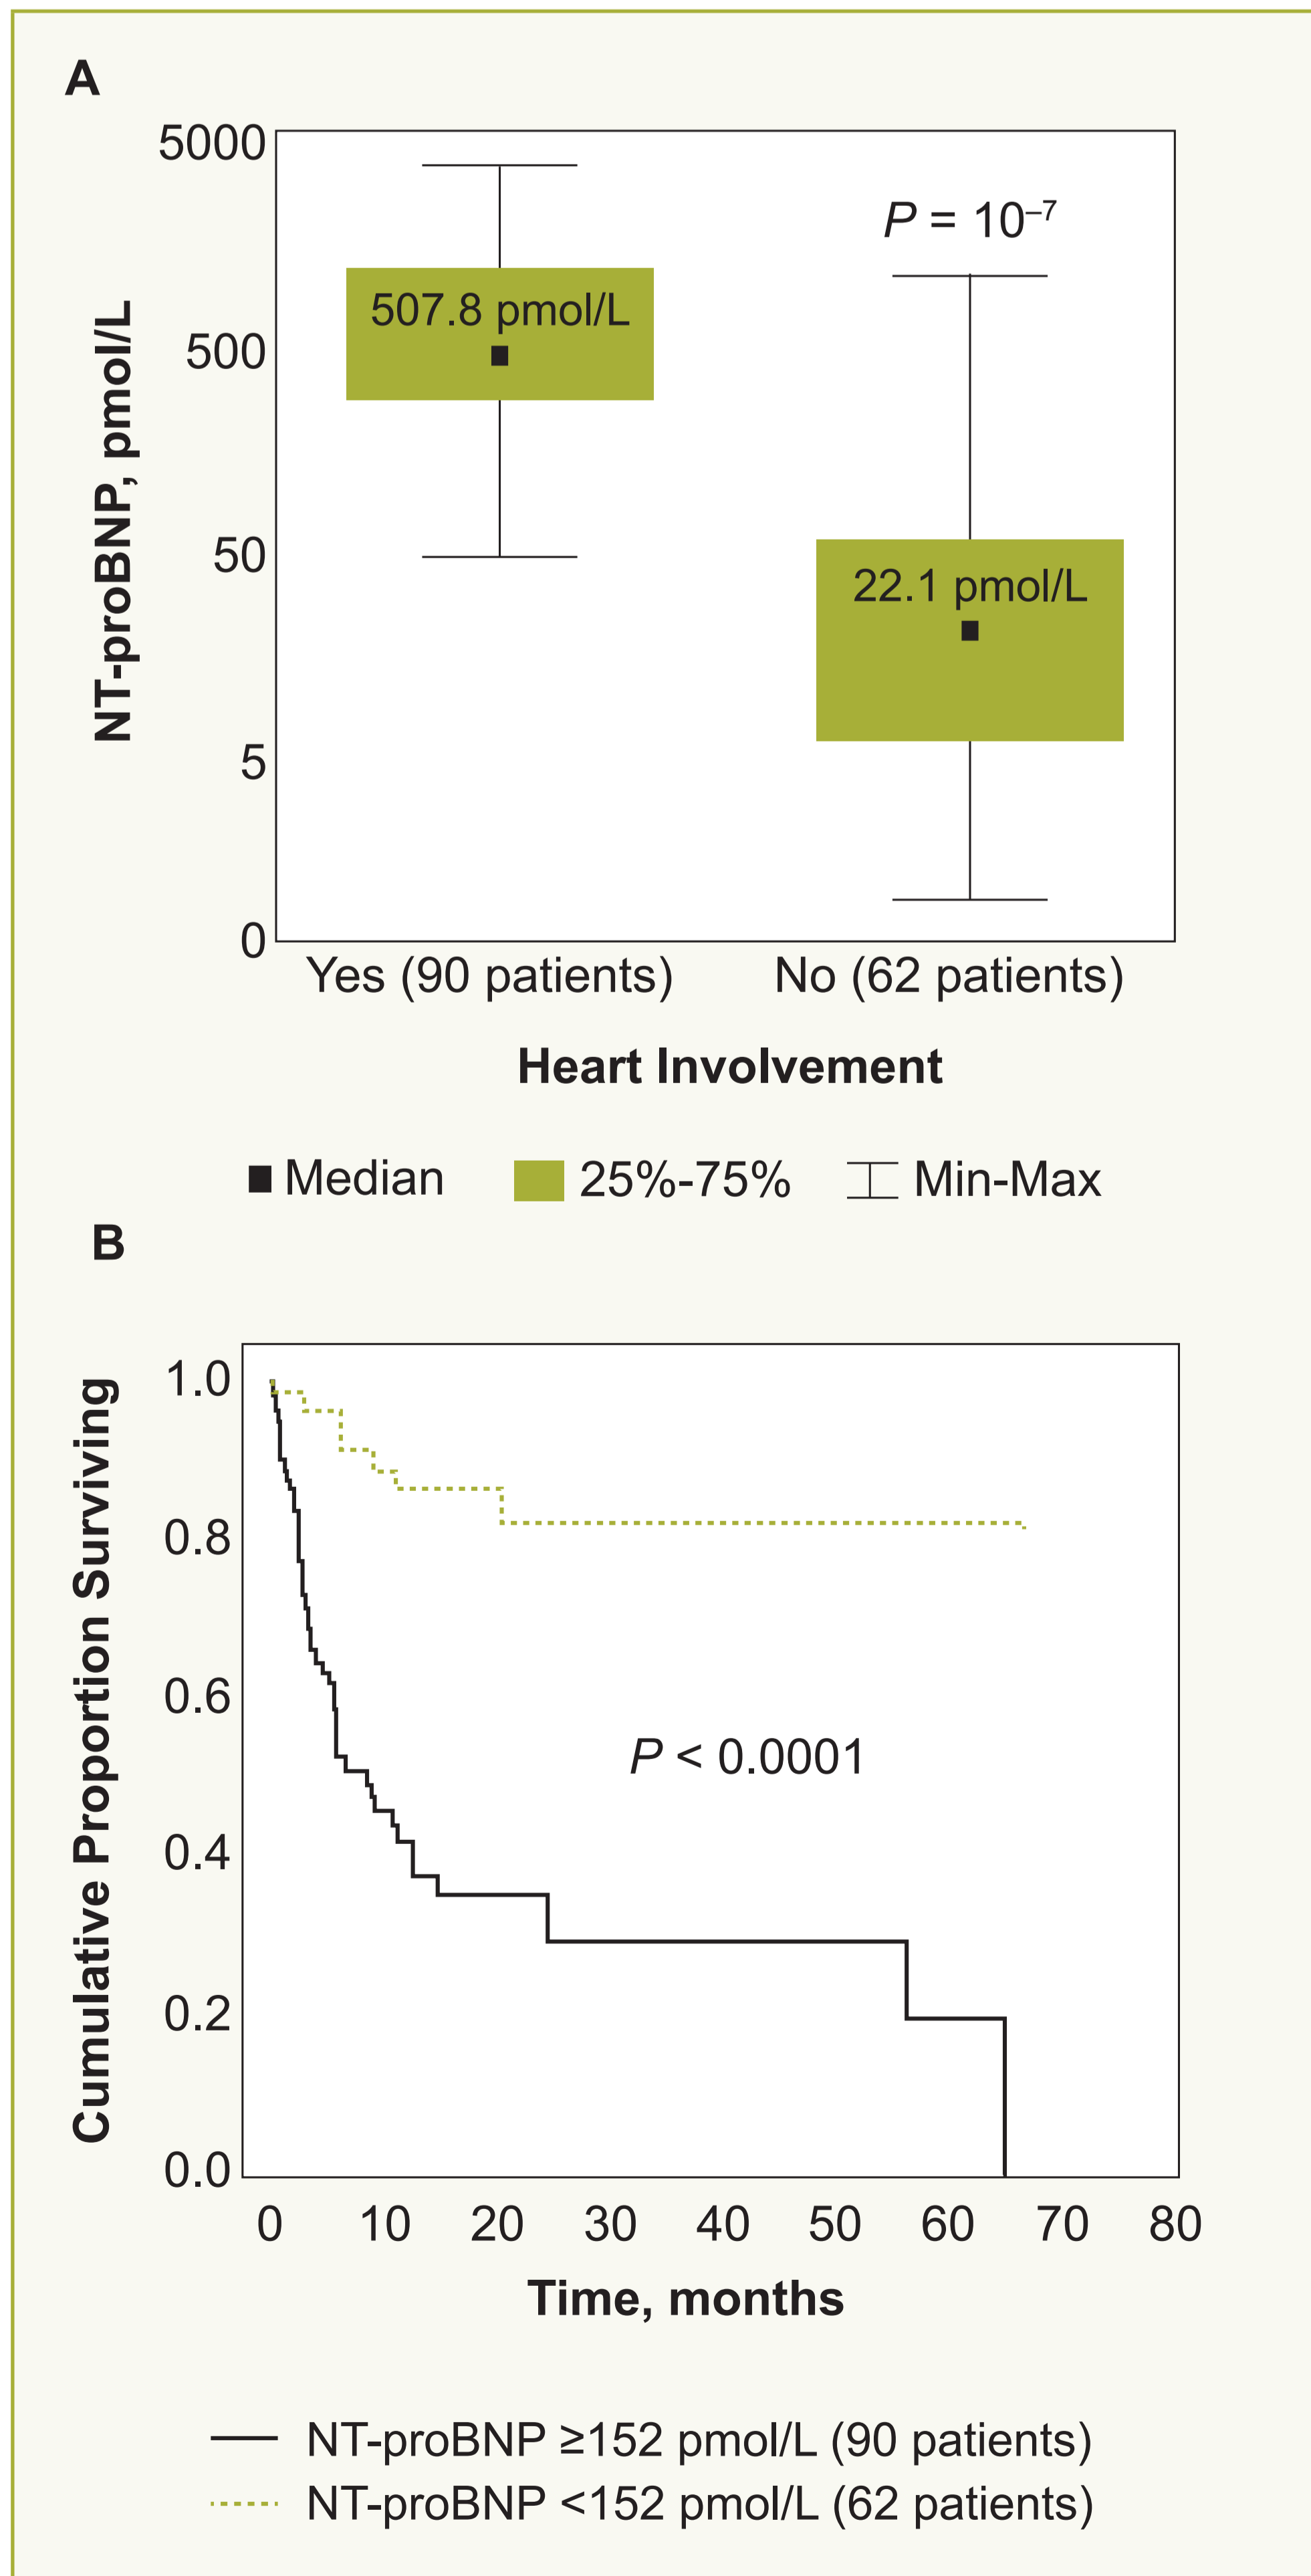 A
5000
500
50
5
0
NT-proBNP, pmol/L
507.8 pmol/L
P = 10⁻⁷
22.1 pmol/L
Yes (90 patients) No (62 patients)
Heart Involvement
Median 25%-75% Min-Max
B
1.0
0.8
0.6
0.4
0.2
0.0
Cumulative Proportion Surviving
P < 0.0001
0 10 20 30 40 50 60 70 80
Time, months
NT-proBNP ≥152 pmol/L (90 patients)
NT-proBNP <152 pmol/L (62 patients)